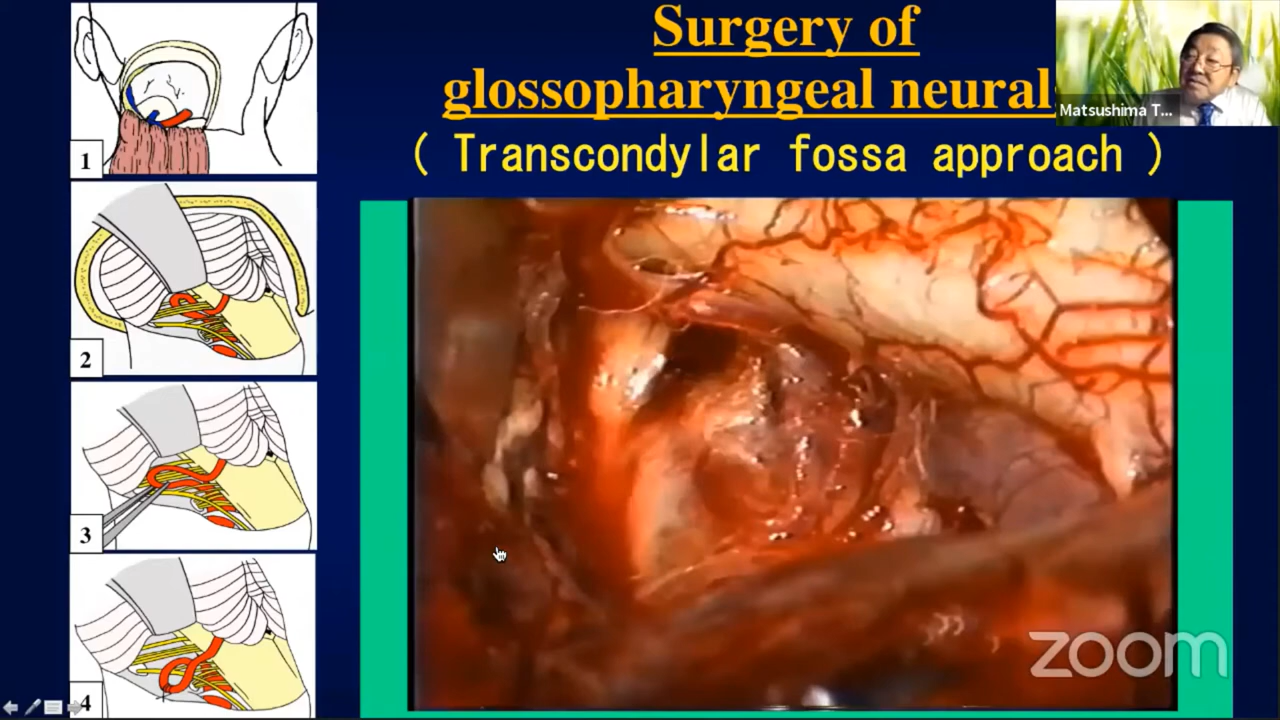 Surgery of
glossopharyngeal neural
( Transcondylar fossa approach )
Matsushima T...
1
2
3
4
zoom